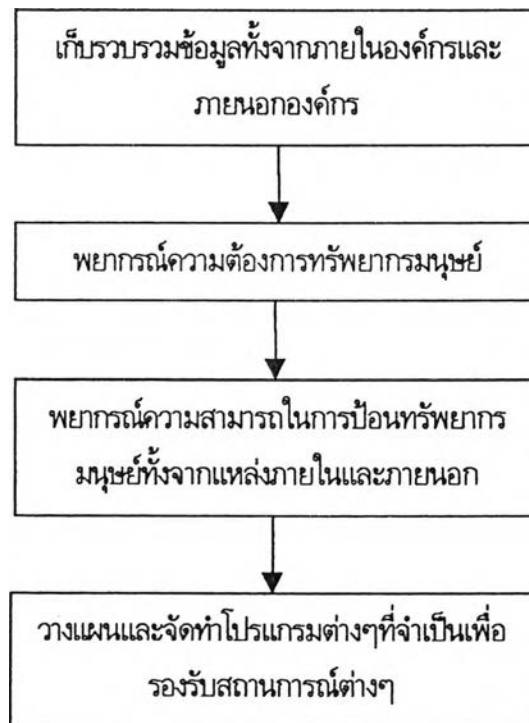 เก็บรวบรวมข้อมูลทั้งจากภายในองค์กรและ
ภายนอกองค์กร
พยากรณ์ความต้องการทรัพยากรมนุษย์
พยากรณ์ความสามารถในการป้อนทรัพยากร
มนุษย์ทั้งจากแหล่งภายในและภายนอก
วางแผนและจัดทำโปรแกรมต่างๆที่จำเป็นเพื่อ
รองรับสถานการณ์ต่างๆ